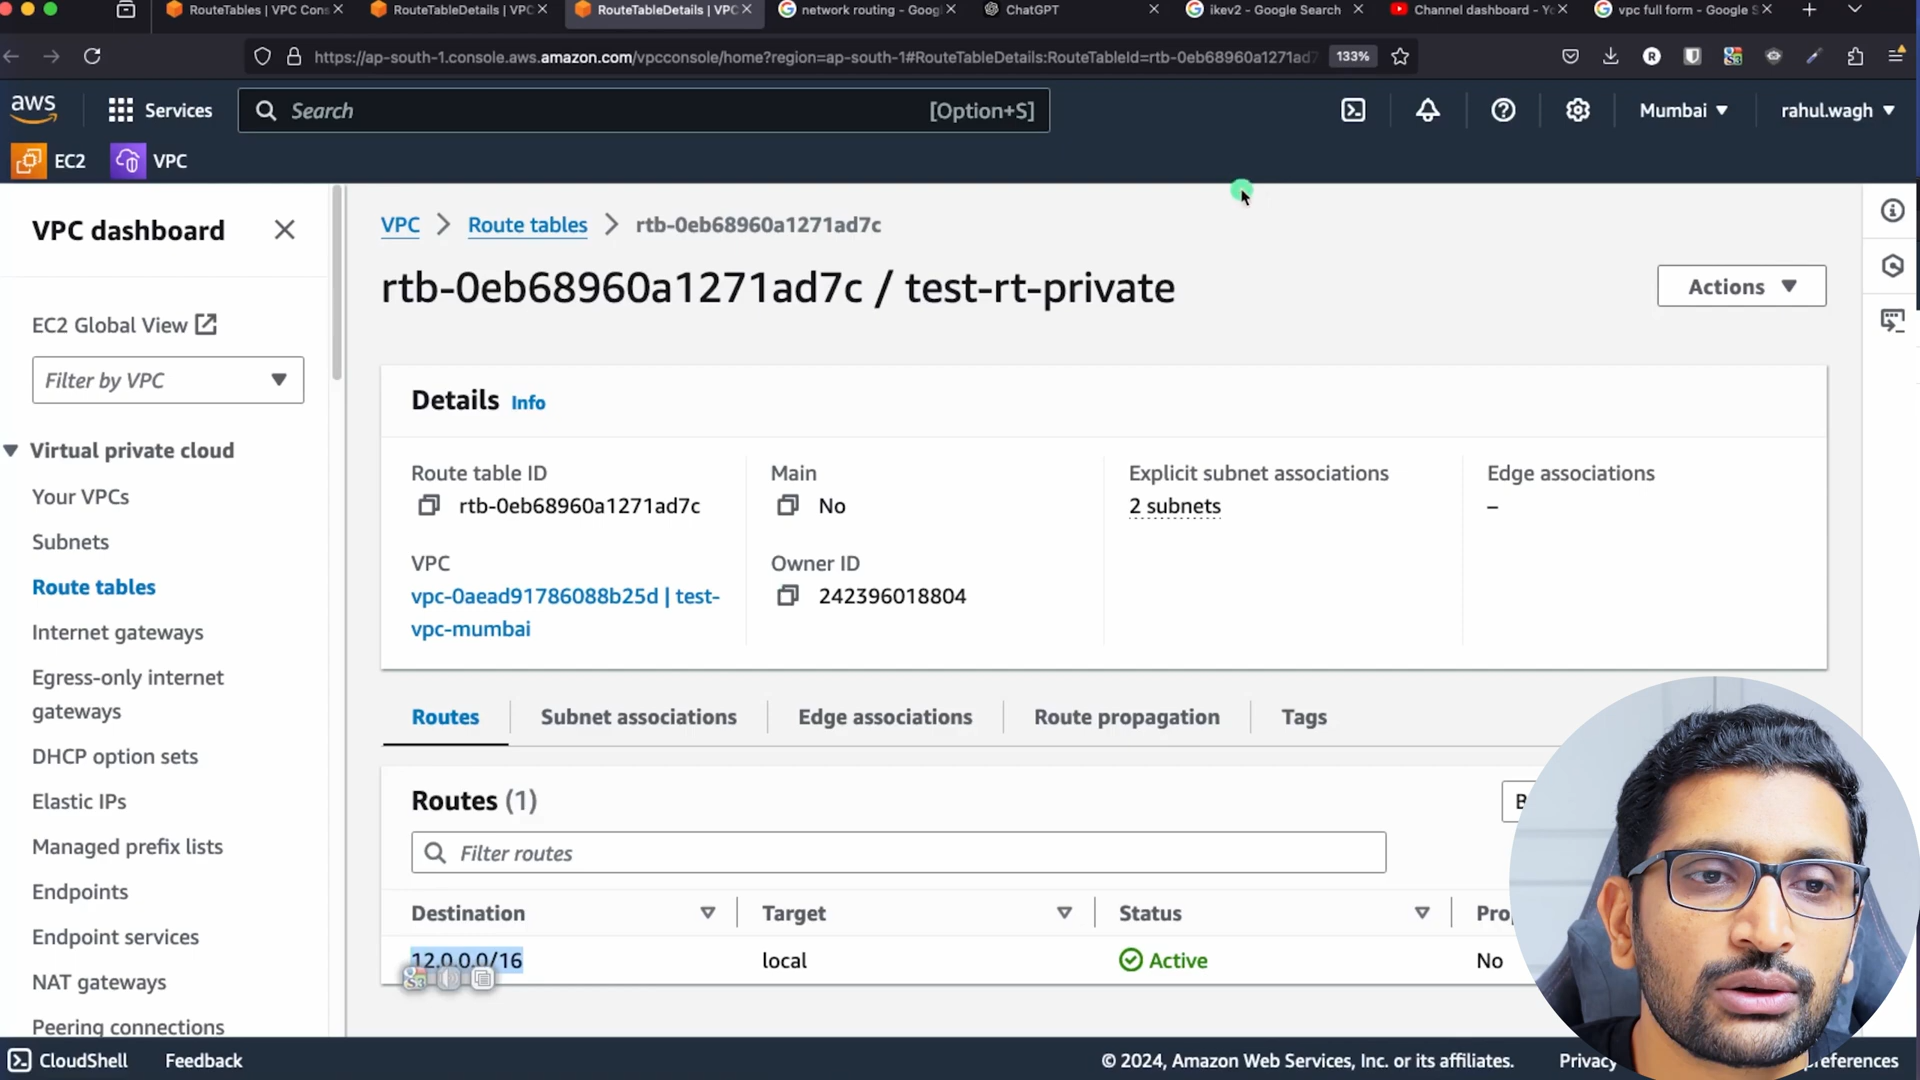 RouteTables | VPC Cons
RouteTableDetails | VPC
RouteTableDetails | VPC
network routing - Goog
ChatGPT
ikev2 - Google Search
Channel dashboard - Yo
vpc full form - Google S
https://ap-south-1.console.aws.amazon.com/vpcconsole/home?region=ap-south-1#RouteTableDetails:RouteTableId=rtb-0eb68960a1271ad7
133%
aws
Services
Search
[Option+S]
Mumbai
rahul.wagh
EC2
VPC
VPC dashboard
EC2 Global View
Filter by VPC
Virtual private cloud
Your VPCs
Subnets
Route tables
Internet gateways
Egress-only internet
gateways
DHCP option sets
Elastic IPs
Managed prefix lists
Endpoints
Endpoint services
NAT gateways
Peering connections
VPC
Route tables
rtb-0eb68960a1271ad7c
rtb-0eb68960a1271ad7c / test-rt-private
Actions
Details Info
Route table ID
rtb-0eb68960a1271ad7c
Main
No
Explicit subnet associations
2 subnets
Edge associations
–
VPC
vpc-0aead91786088b25d | test-
vpc-mumbai
Owner ID
242396018804
Routes
Subnet associations
Edge associations
Route propagation
Tags
Routes (1)
Filter routes
Destination
Target
Status
Pro
12.0.0.0/16
local
Active
No
CloudShell
Feedback
© 2024, Amazon Web Services, Inc. or its affiliates.
Privacy
references